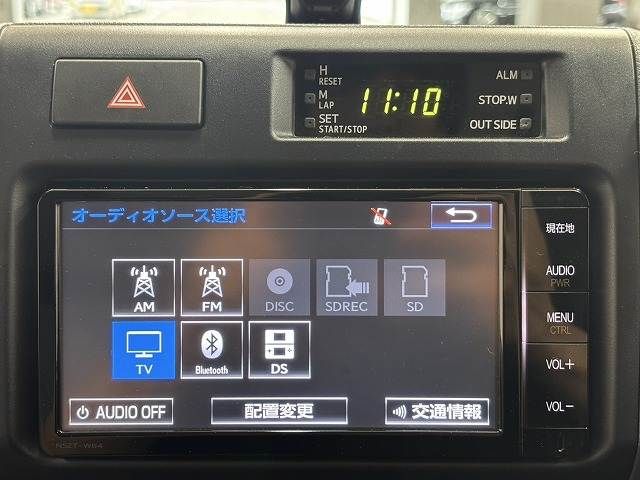 H
RESET
M
LAP
SET
START/STOP
11:10
ALM
STOP.W
OUT SIDE
オーディオソース選択
AM
FM
DISC
SDREC
SD
TV
Bluetooth
DS
AUDIO OFF
配置変更
交通情報
現在地
AUDIO
PWR
MENU
CTRL
VOL+
VOL−
NSZT-W64